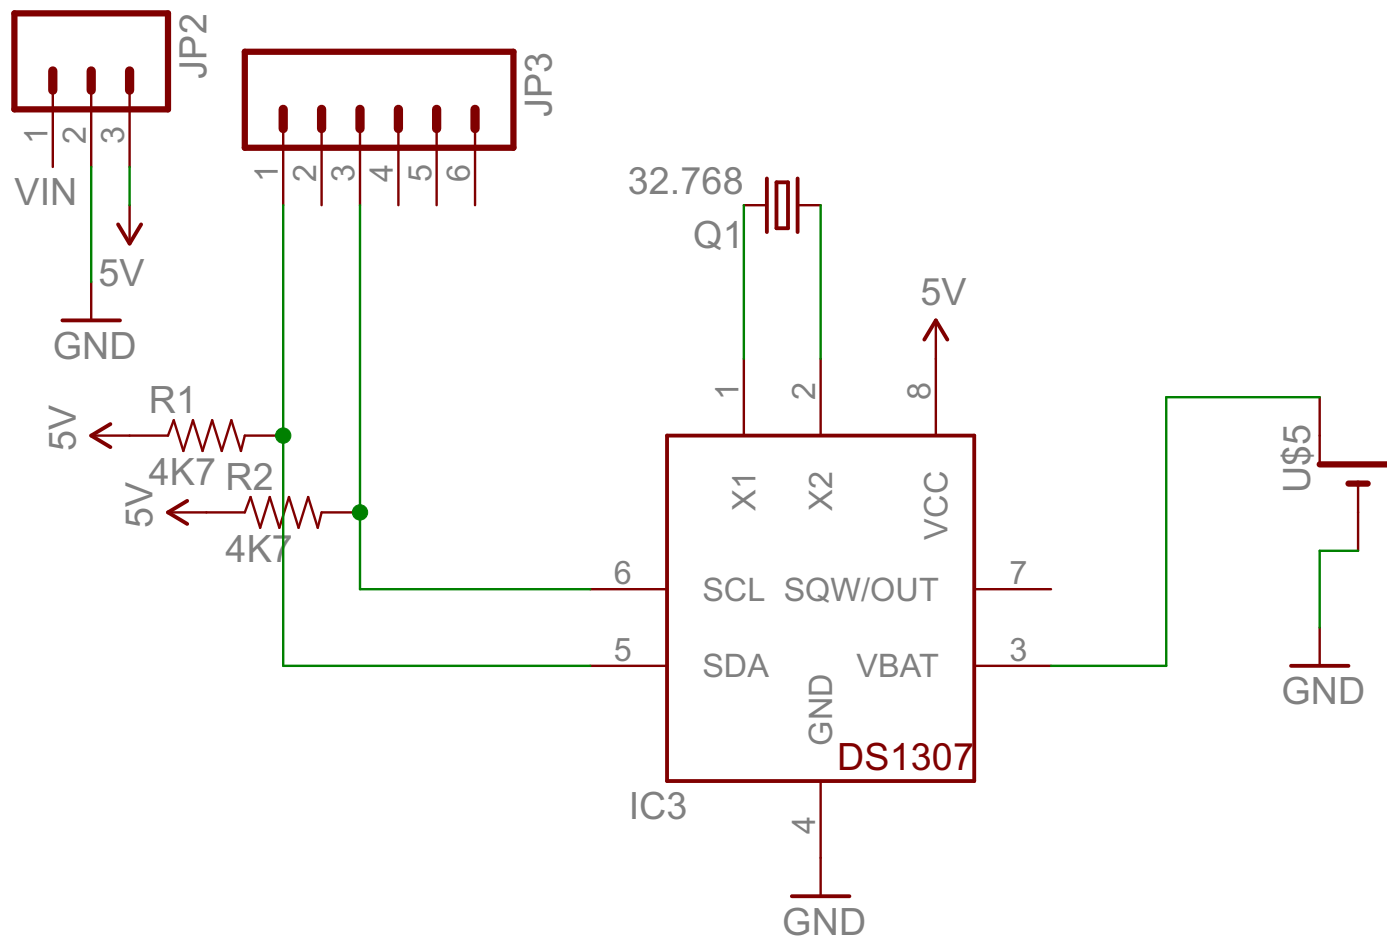 JP2
1
2
3
VIN
5V
GND
JP3
1
2
3
4
5
6
32.768
Q1
5V
R1
5V
4K7
R2
5V
4K7
1
2
8
X1
X2
VCC
6
SCL
SQW/OUT
7
5
SDA
VBAT
3
GND
DS1307
IC3
4
GND
U$5
GND